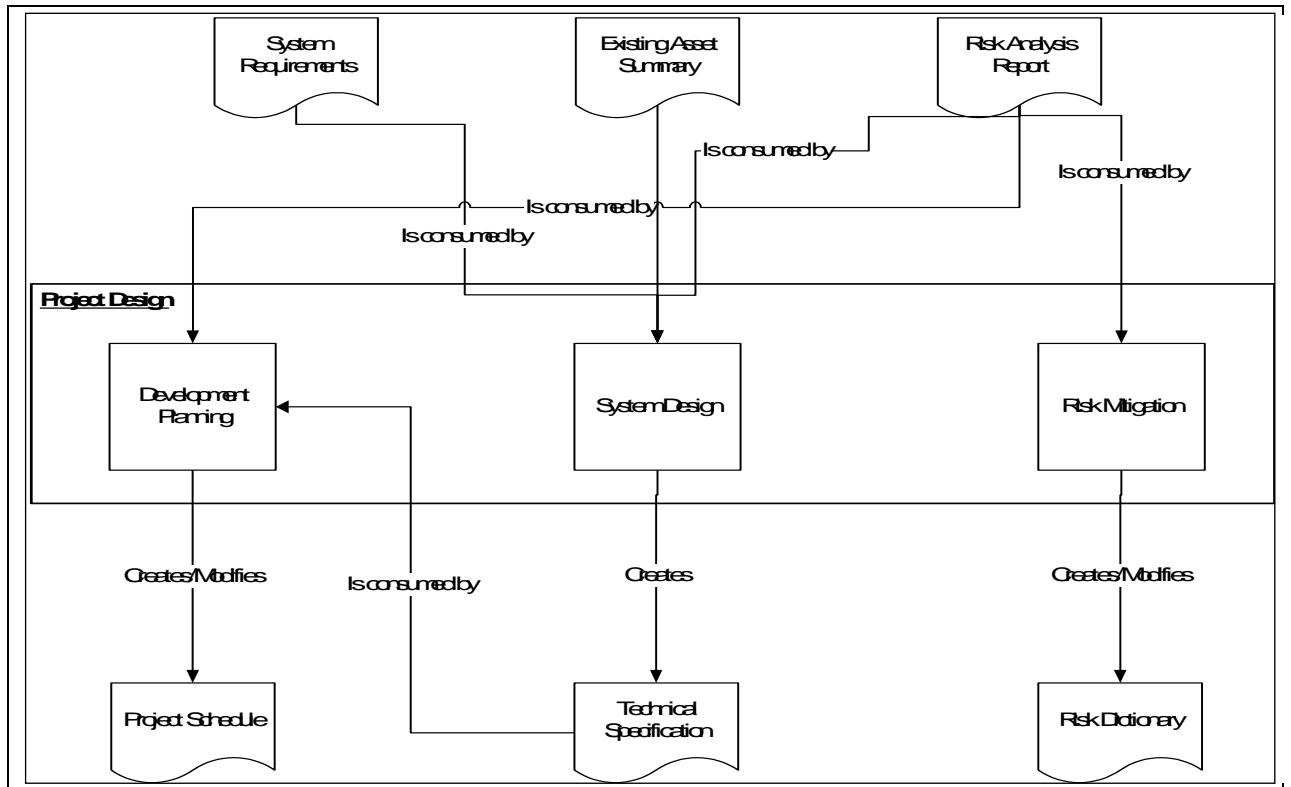 System
Requirements
Existing Asset
Summary
Risk Analysis
Report
Is consumed by
Is consumed by
Is consumed by
Is consumed by
Project Design
Development
Planning
System Design
Risk Mitigation
Creates/Modifies
Is consumed by
Creates
Creates/Modifies
Project Schedule
Technical
Specification
Risk Dictionary